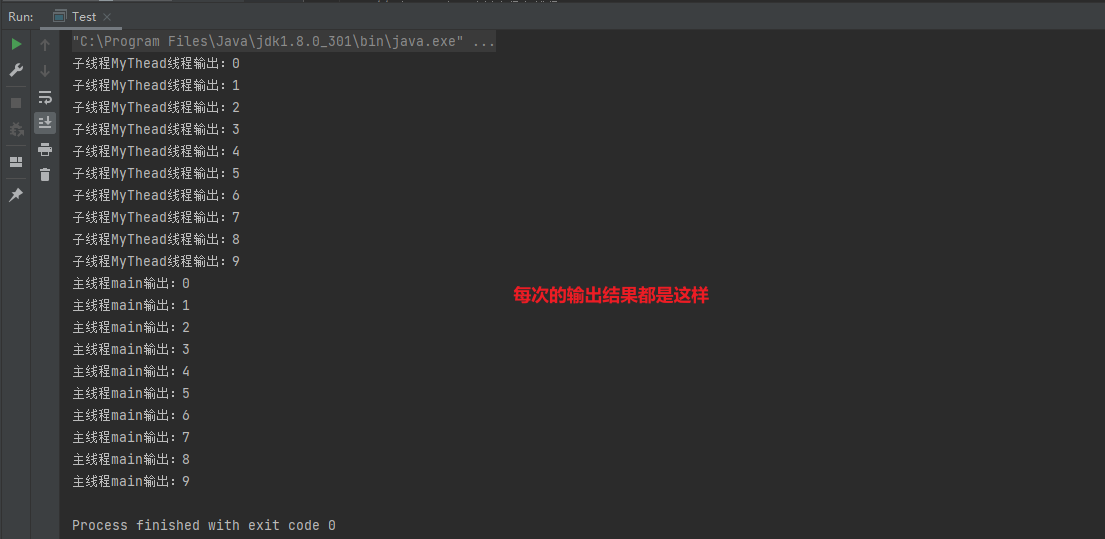 Run: Test
"C:\Program Files\Java\jdk1.8.0_301\bin\java.exe" ...
子线程MyThead线程输出：0
子线程MyThead线程输出：1
子线程MyThead线程输出：2
子线程MyThead线程输出：3
子线程MyThead线程输出：4
子线程MyThead线程输出：5
子线程MyThead线程输出：6
子线程MyThead线程输出：7
子线程MyThead线程输出：8
子线程MyThead线程输出：9
主线程main输出：0
每次的输出结果都是这样
主线程main输出：1
主线程main输出：2
主线程main输出：3
主线程main输出：4
主线程main输出：5
主线程main输出：6
主线程main输出：7
主线程main输出：8
主线程main输出：9
Process finished with exit code 0